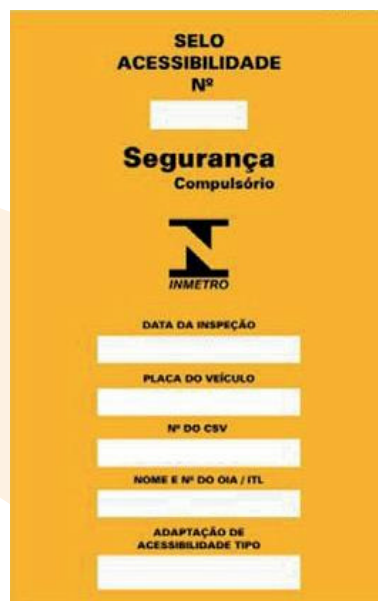 SELO
ACESSIBILIDADE
Nº
Segurança
Compulsório
INMETRO
DATA DA INSPEÇÃO
PLACA DO VEÍCULO
Nº DO CSV
NOME E Nº DO OIA / ITL
ADAPTAÇÃO DE
ACESSIBILIDADE TIPO